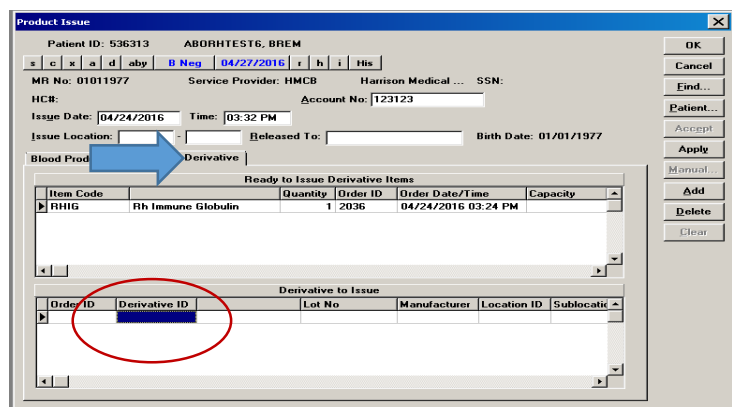 Product Issue
Patient ID: 536313 ABORHTEST6, BREM
s c x a d aby B Neg 04/27/2016 r h i His
MR No: 01011977 Service Provider: HMCB Harrison Medical ... SSN:
HC#: Account No: 123123
Issue Date: 04/24/2016 Time: 03:32 PM
Issue Location: - Released To: Birth Date: 01/01/1977
Blood Prod Derivative
Ready to Issue Derivative Items
Item Code Quantity Order ID Order Date/Time Capacity
RHIG Rh Immune Globulin 1 2036 04/24/2016 03:24 PM
Derivative to Issue
Order ID Derivative ID Lot No Manufacturer Location ID Sublocatic
OK
Cancel
Find...
Patient...
Accept
Apply
Manual...
Add
Delete
Clear